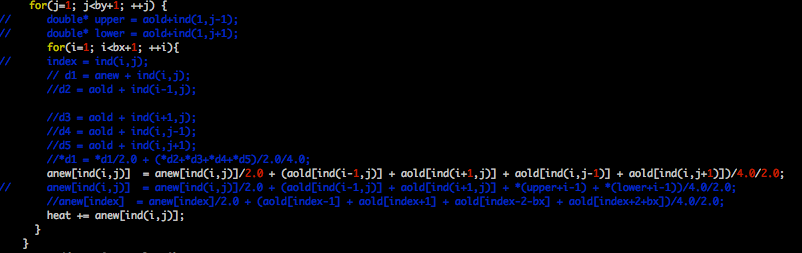 for(j=1; j<by+1; ++j) {
// double* upper = aold+ind(1,j-1);
// double* lower = aold+ind(1,j+1);
for(i=1; i<bx+1; ++i){
// index = ind(i,j);
// d1 = anew + ind(i,j);
//d2 = aold + ind(i-1,j);
//d3 = aold + ind(i+1,j);
//d4 = aold + ind(i,j-1);
//d5 = aold + ind(i,j+1);
//*d1 = *d1/2.0 + (*d2+*d3+*d4+*d5)/2.0/4.0;
anew[ind(i,j)] = anew[ind(i,j)]/2.0 + (aold[ind(i-1,j)] + aold[ind(i+1,j)] + aold[ind(i,j-1)] + aold[ind(i,j+1)])/4.0/2.0;
// anew[ind(i,j)] = anew[ind(i,j)]/2.0 + (aold[ind(i-1,j)] + aold[ind(i+1,j)] + *(upper+i-1) + *(lower+i-1))/4.0/2.0;
//anew[index] = anew[index]/2.0 + (aold[index-1] + aold[index+1] + aold[index-2-bx] + aold[index+2+bx])/4.0/2.0;
heat += anew[ind(i,j)];
}
}